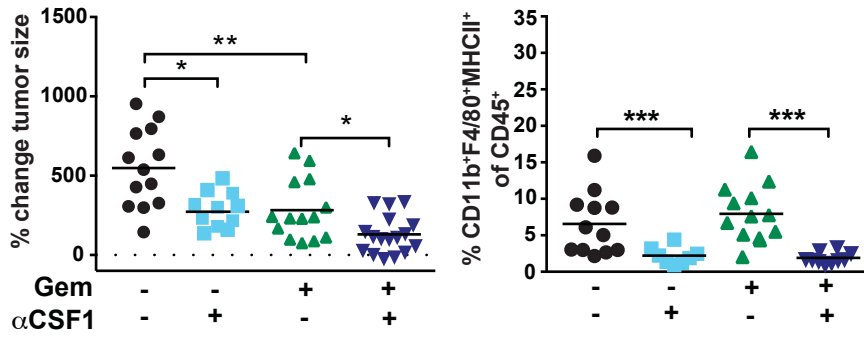 % change tumor size
1500
1000
500
0
**
*
*
Gem - - + +
αCSF1 - + - +
% CD11b⁺F4/80⁺MHCII⁺
of CD45⁺
35
30
25
20
15
10
5
0
***
***
- - + +
- + - +